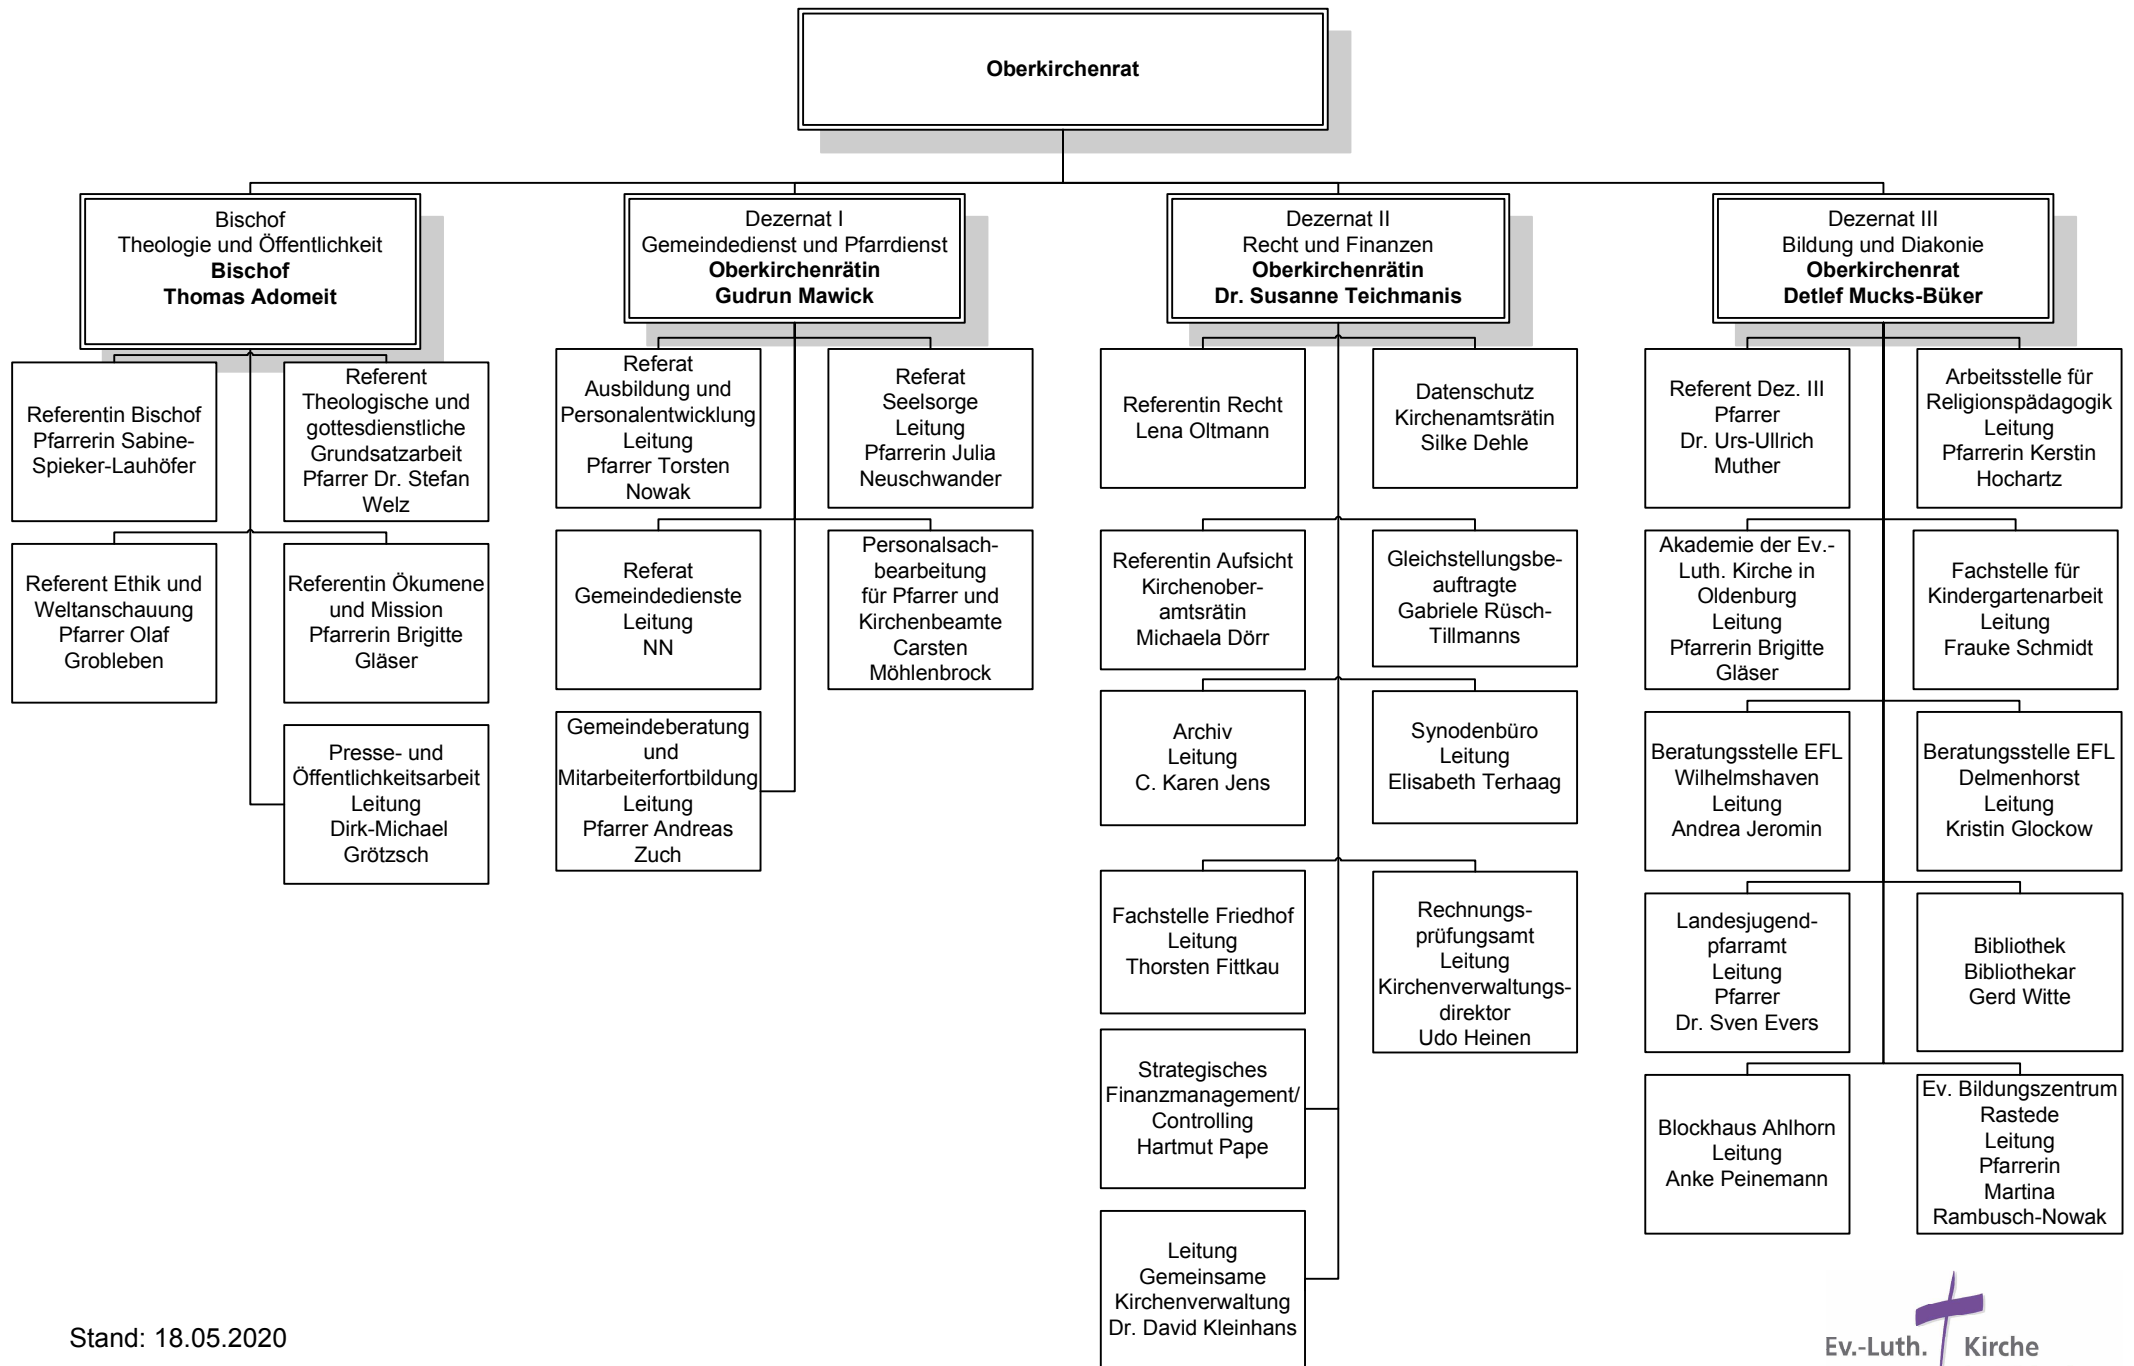 Oberkirchenrat
Bischof
Theologie und Öffentlichkeit
Bischof
Thomas Adomeit
Dezernat I
Gemeindedienst und Pfarrdienst
Oberkirchenrätin
Gudrun Mawick
Dezernat II
Recht und Finanzen
Oberkirchenrätin
Dr. Susanne Teichmanis
Dezernat III
Bildung und Diakonie
Oberkirchenrat
Detlef Mucks-Büker
Referentin Bischof
Pfarrerin Sabine-
Spieker-Lauhöfer
Referent
Theologische und
gottesdienstliche
Grundsatzarbeit
Pfarrer Dr. Stefan
Welz
Referent Ethik und
Weltanschauung
Pfarrer Olaf
Grobleben
Referentin Ökumene
und Mission
Pfarrerin Brigitte
Gläser
Presse- und
Öffentlichkeitsarbeit
Leitung
Dirk-Michael
Grötzsch
Referat
Ausbildung und
Personalentwicklung
Leitung
Pfarrer Torsten
Nowak
Referat
Seelsorge
Leitung
Pfarrerin Julia
Neuschwander
Referat
Gemeindedienste
Leitung
NN
Personalsach-
bearbeitung
für Pfarrer und
Kirchenbeamte
Carsten
Möhlenbrock
Gemeindeberatung
und
Mitarbeiterfortbildung
Leitung
Pfarrer Andreas
Zuch
Referentin Recht
Lena Oltmann
Datenschutz
Kirchenamtsrätin
Silke Dehle
Referentin Aufsicht
Kirchenober-
amtsrätin
Michaela Dörr
Gleichstellungsbe-
auftragte
Gabriele Rüsch-
Tillmanns
Archiv
Leitung
C. Karen Jens
Synodenbüro
Leitung
Elisabeth Terhaag
Fachstelle Friedhof
Leitung
Thorsten Fittkau
Rechnungs-
prüfungsamt
Leitung
Kirchenverwaltungs-
direktor
Udo Heinen
Strategisches
Finanzmanagement/
Controlling
Hartmut Pape
Leitung
Gemeinsame
Kirchenverwaltung
Dr. David Kleinhans
Referent Dez. III
Pfarrer
Dr. Urs-Ullrich
Muther
Arbeitsstelle für
Religionspädagogik
Leitung
Pfarrerin Kerstin
Hochartz
Akademie der Ev.-
Luth. Kirche in
Oldenburg
Leitung
Pfarrerin Brigitte
Gläser
Fachstelle für
Kindergartenarbeit
Leitung
Frauke Schmidt
Beratungsstelle EFL
Wilhelmshaven
Leitung
Andrea Jeromin
Beratungsstelle EFL
Delmenhorst
Leitung
Kristin Glockow
Landesjugend-
pfarramt
Leitung
Pfarrer
Dr. Sven Evers
Bibliothek
Bibliothekar
Gerd Witte
Blockhaus Ahlhorn
Leitung
Anke Peinemann
Ev. Bildungszentrum
Rastede
Leitung
Pfarrerin
Martina
Rambusch-Nowak
Stand: 18.05.2020
Ev.-Luth. Kirche